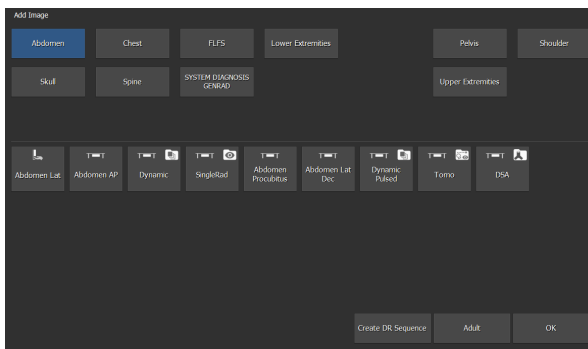 Add Image
Abdomen
Chest
FLFS
Lower Extremities
Pelvis
Shoulder
Skull
Spine
SYSTEM DIAGNOSIS
GENRAD
Upper Extremities
Abdomen Lat
Abdomen AP
Dynamic
SingleRad
Abdomen
Procubitus
Abdomen Lat
Dec
Dynamic
Pulsed
Tomo
DSA
Create DR Sequence
Adult
OK